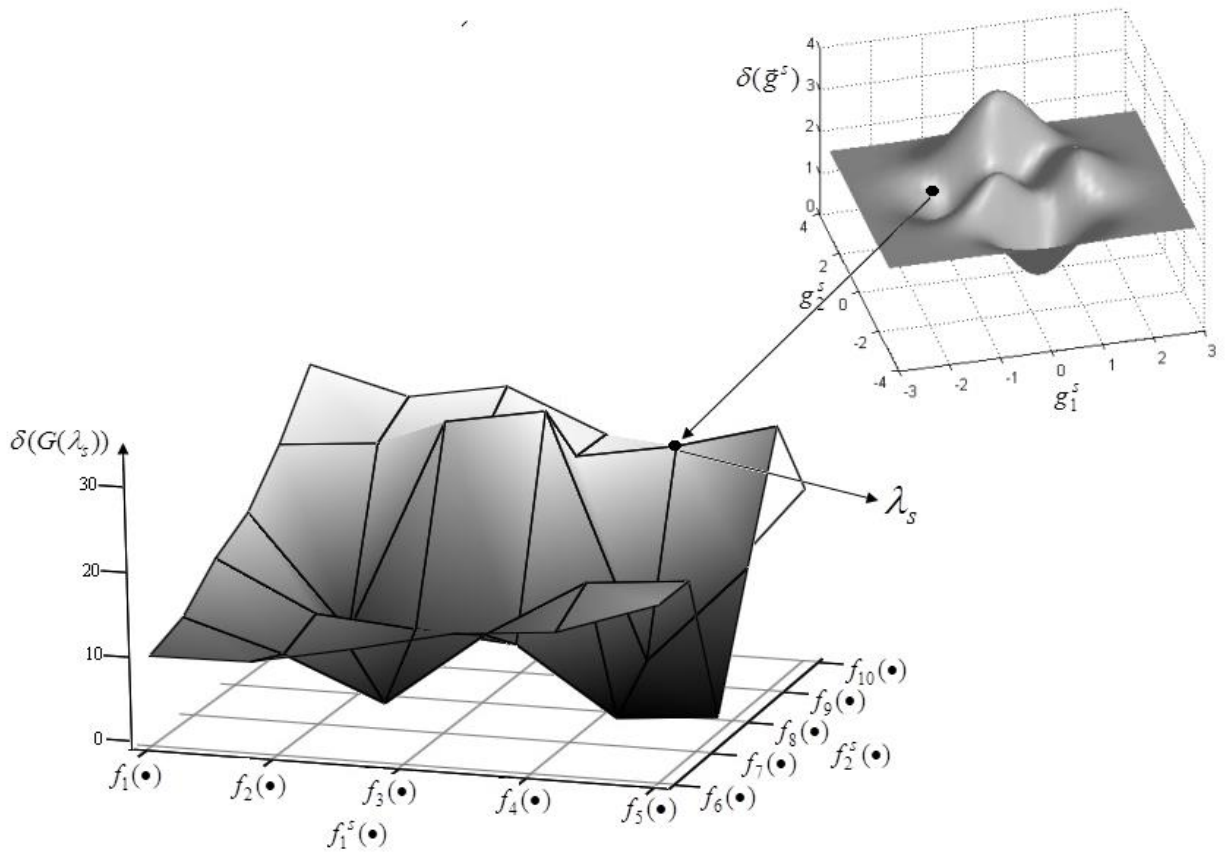 4
3
δ(g⃗ˢ)
2
1
0
4
2
g₂ˢ
0
-2
-4
-3
-2
-1
0
1
2
3
g₁ˢ
δ(G(λₛ))
30
20
10
0
λₛ
f₁₀(•)
f₉(•)
f₈(•)
f₂ˢ(•)
f₇(•)
f₆(•)
f₁(•)
f₂(•)
f₃(•)
f₄(•)
f₅(•)
f₁ˢ(•)